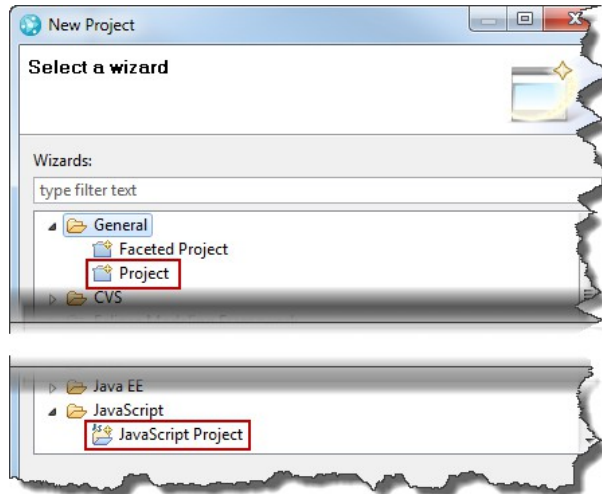 New Project
Select a wizard
Wizards:
type filter text
General
Faceted Project
Project
CVS
Java EE
JavaScript
JavaScript Project